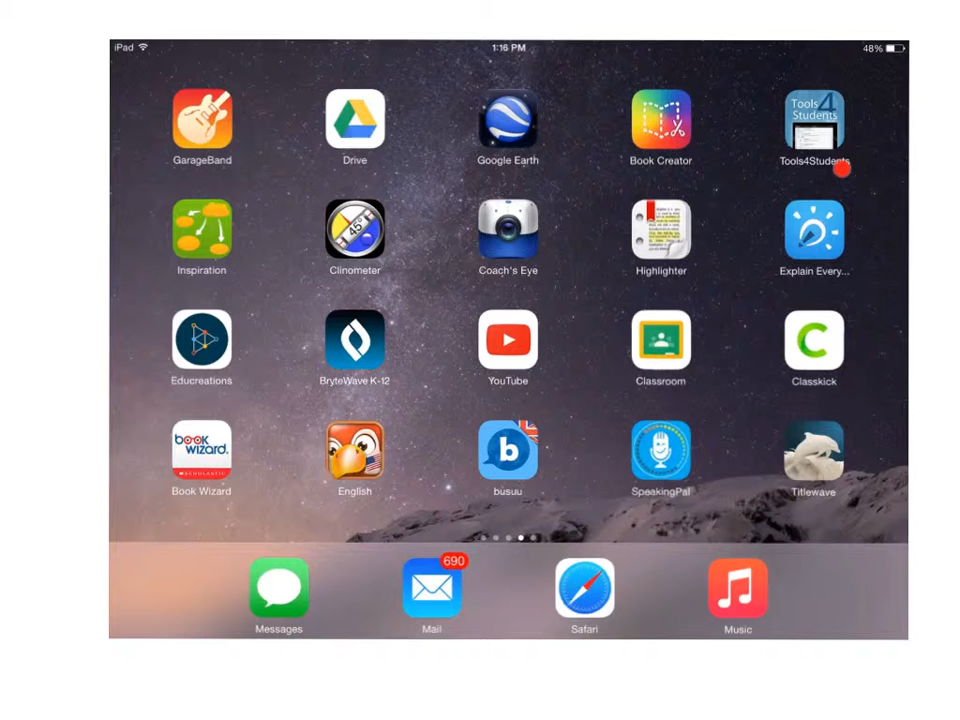 iPad 1:16 PM 48%
Tools 4
Students
GarageBand Drive Google Earth Book Creator Tools4Students
45°
Inspiration Clinometer Coach's Eye Highlighter Explain Every...
C
Educreations BryteWave K-12 YouTube Classroom Classkick
book
wizard.
SCHOLASTIC
b
Book Wizard English busuu SpeakingPal Titlewave
690
Messages Mail Safari Music